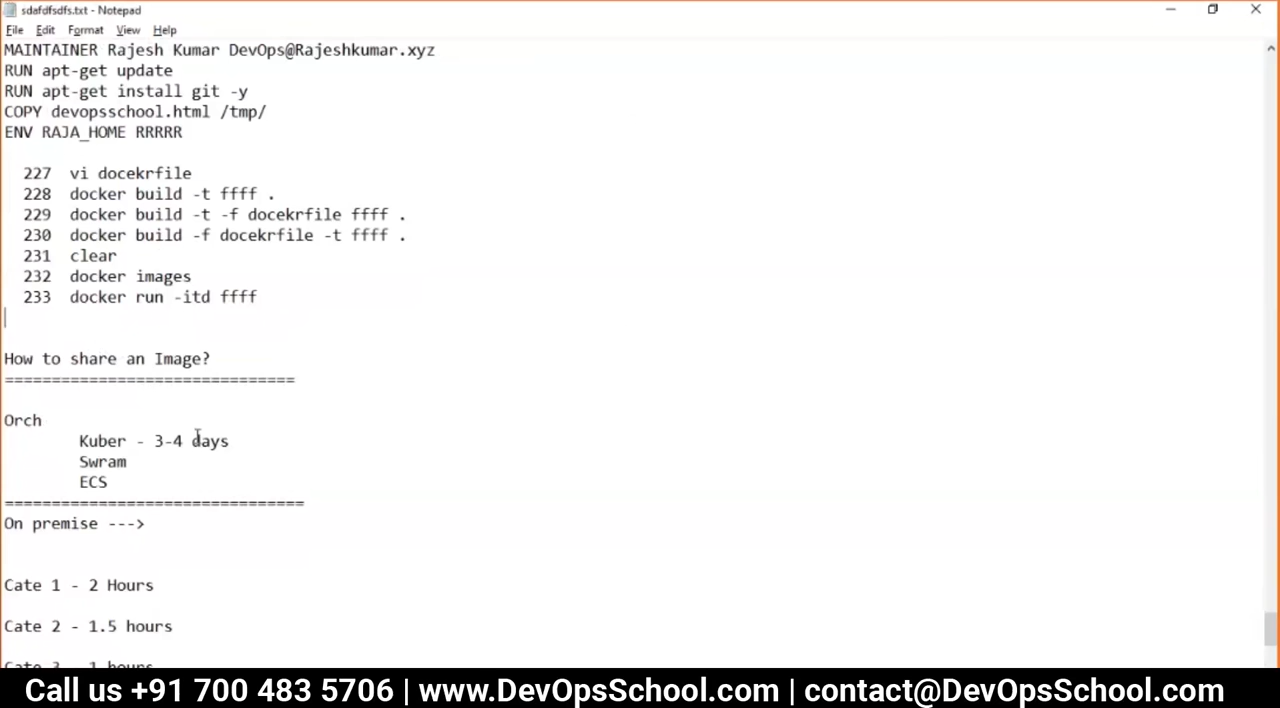 sdafdfsdfs.txt - Notepad
File Edit Format View Help
MAINTAINER Rajesh Kumar DevOps@Rajeshkumar.xyz
RUN apt-get update
RUN apt-get install git -y
COPY devopsschool.html /tmp/
ENV RAJA_HOME RRRRR
227 vi docekrfile
228 docker build -t ffff .
229 docker build -t -f docekrfile ffff .
230 docker build -f docekrfile -t ffff .
231 clear
232 docker images
233 docker run -itd ffff
How to share an Image?
===============================
Orch
Kuber - 3-4 days
Swram
ECS
================================
On premise --->
Cate 1 - 2 Hours
Cate 2 - 1.5 hours
Cate 3 - 1 hours
Call us +91 700 483 5706 | www.DevOpsSchool.com | contact@DevOpsSchool.com